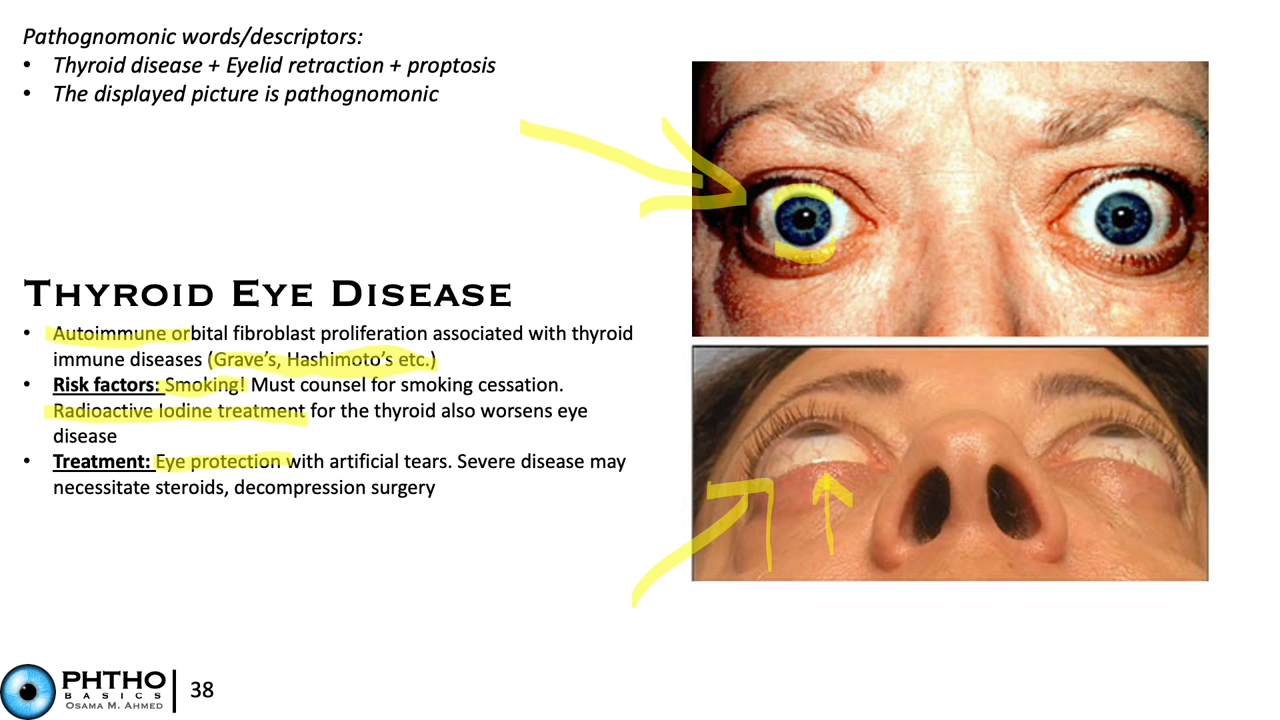 Pathognomonic words/descriptors:
• Thyroid disease + Eyelid retraction + proptosis
• The displayed picture is pathognomonic
Thyroid Eye Disease
• Autoimmune orbital fibroblast proliferation associated with thyroid
immune diseases (Grave’s, Hashimoto’s etc.)
• Risk factors: Smoking! Must counsel for smoking cessation.
Radioactive Iodine treatment for the thyroid also worsens eye
disease
• Treatment: Eye protection with artificial tears. Severe disease may
necessitate steroids, decompression surgery
PHTHO
BASICS
Osama M. Ahmed
38